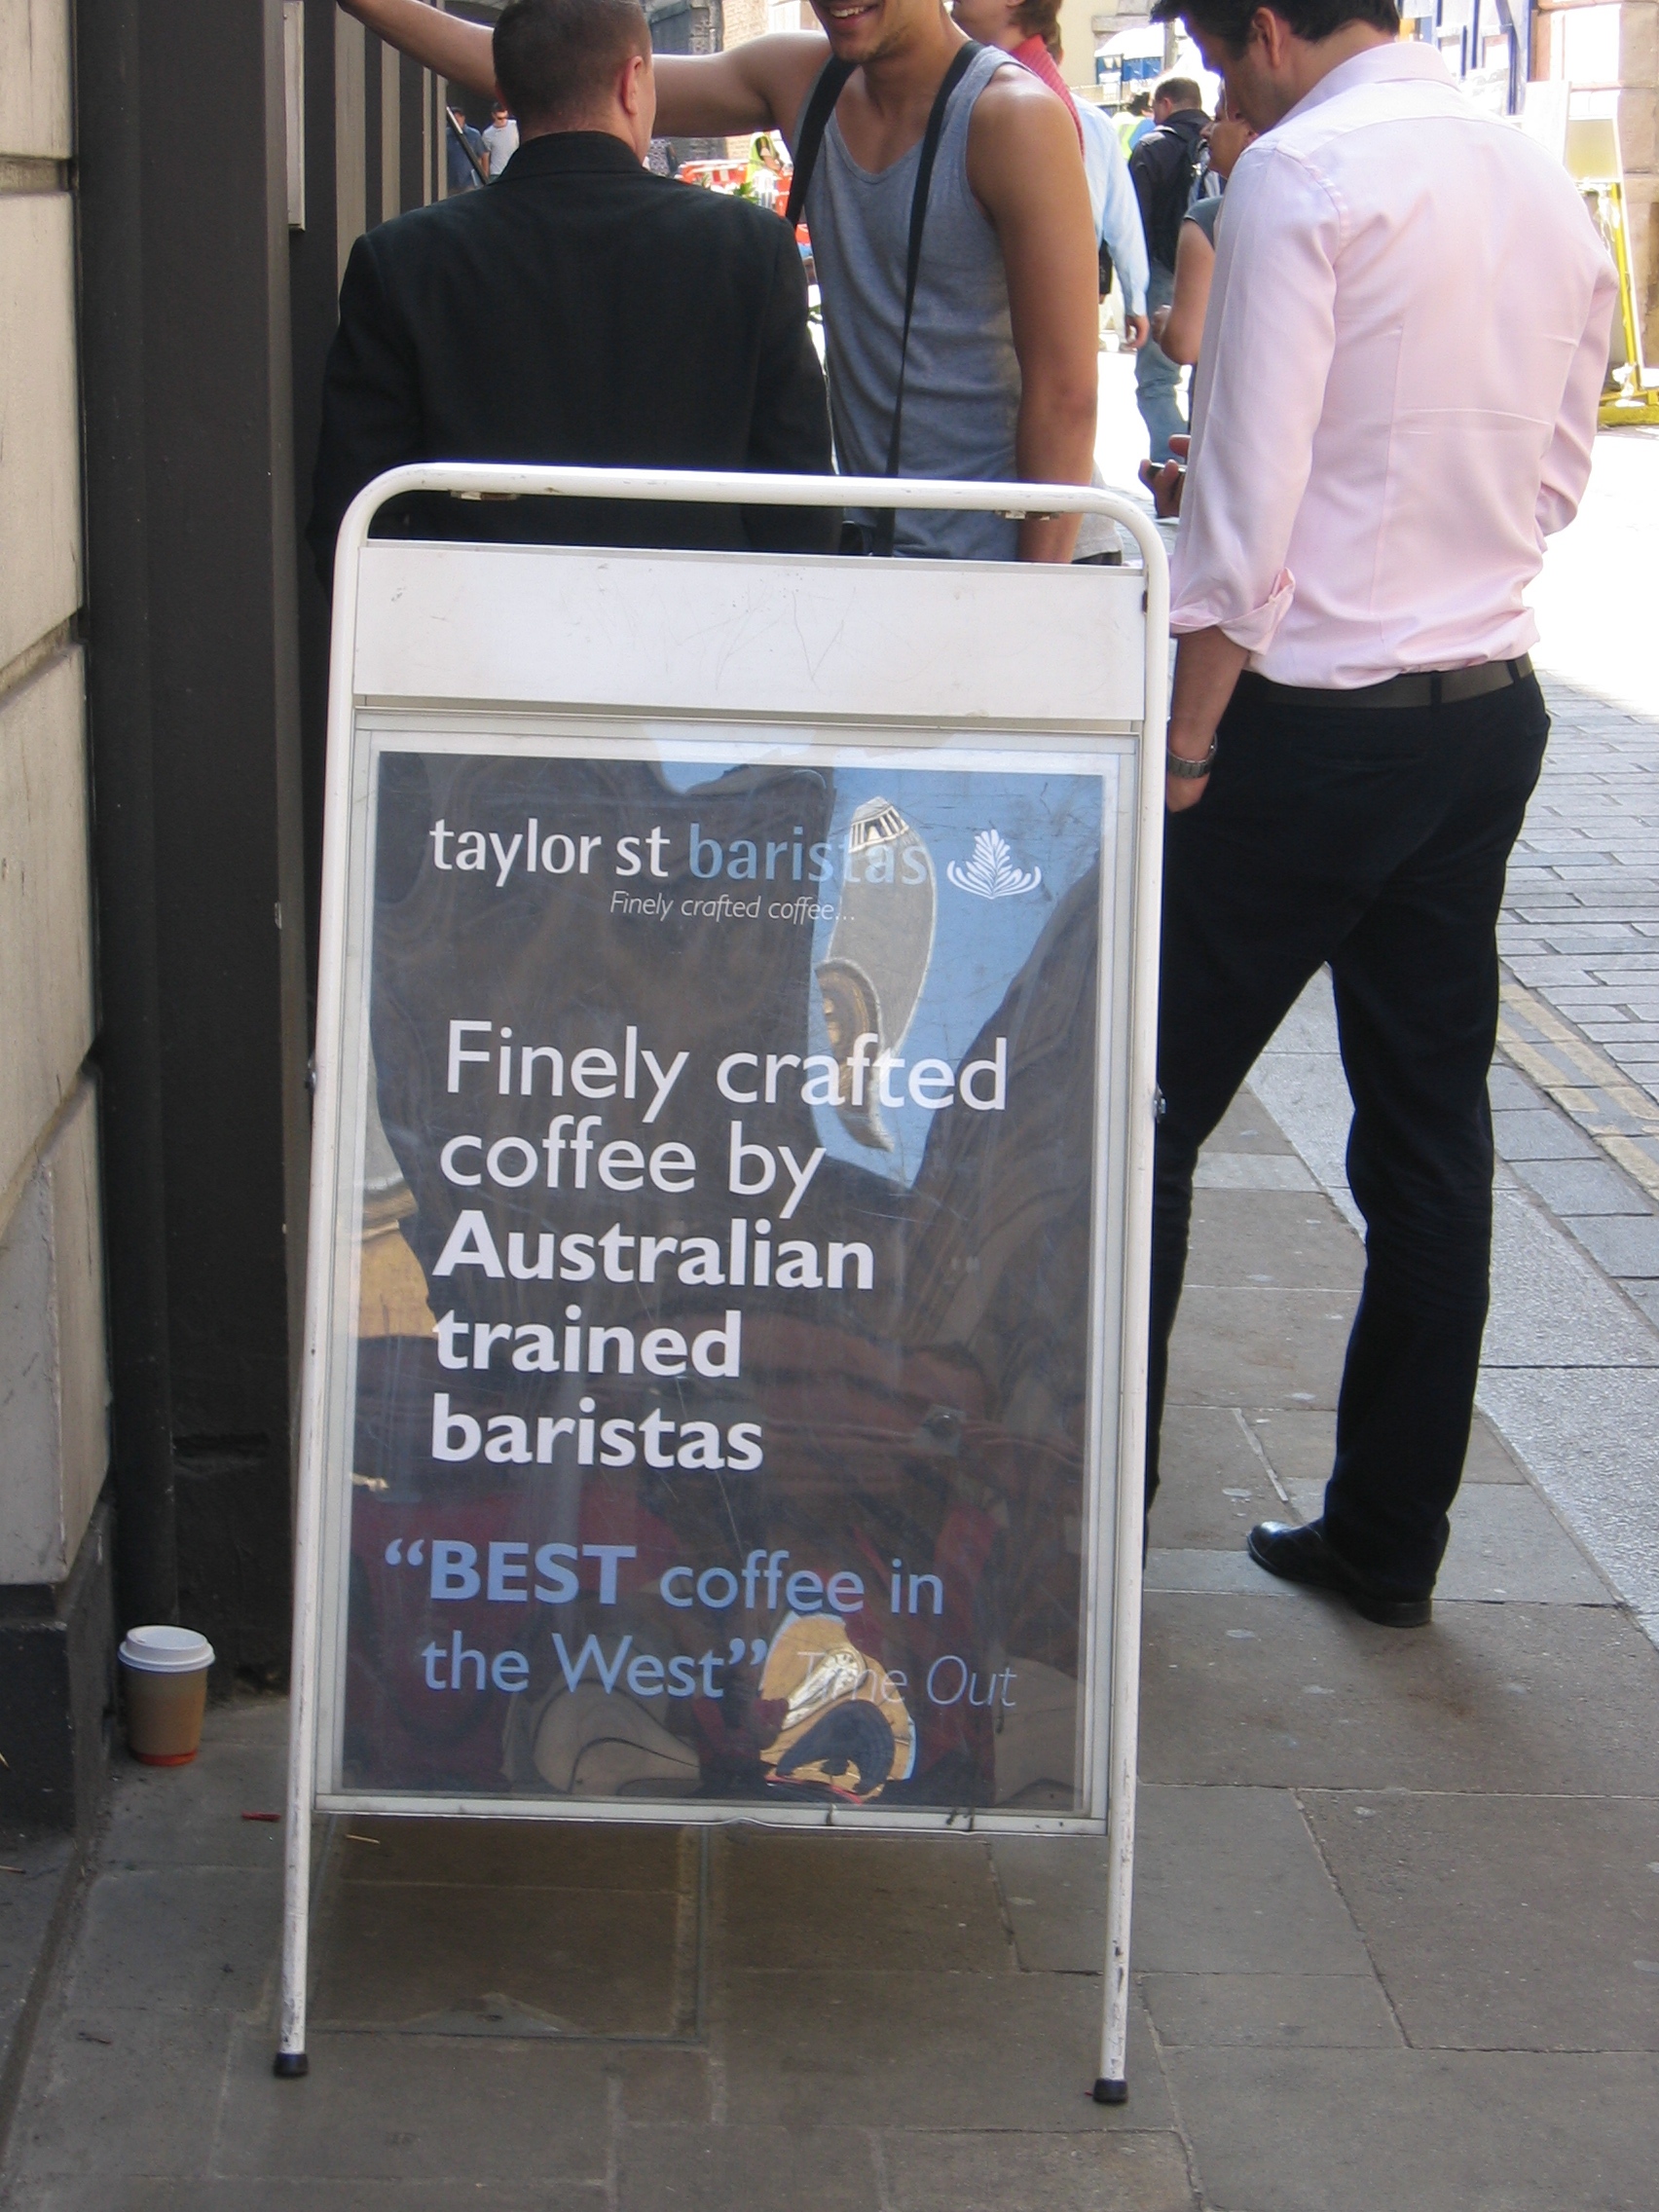 taylor st baristas
Finely crafted coffee...
Finely crafted
coffee by
Australian
trained
baristas
“BEST coffee in
the West” Time Out